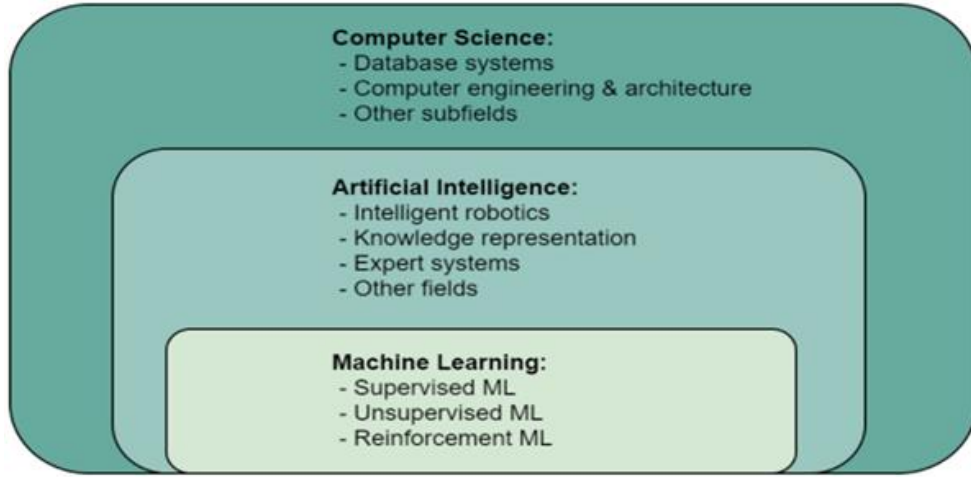 Computer Science:
- Database systems
- Computer engineering & architecture
- Other subfields
Artificial Intelligence:
- Intelligent robotics
- Knowledge representation
- Expert systems
- Other fields
Machine Learning:
- Supervised ML
- Unsupervised ML
- Reinforcement ML